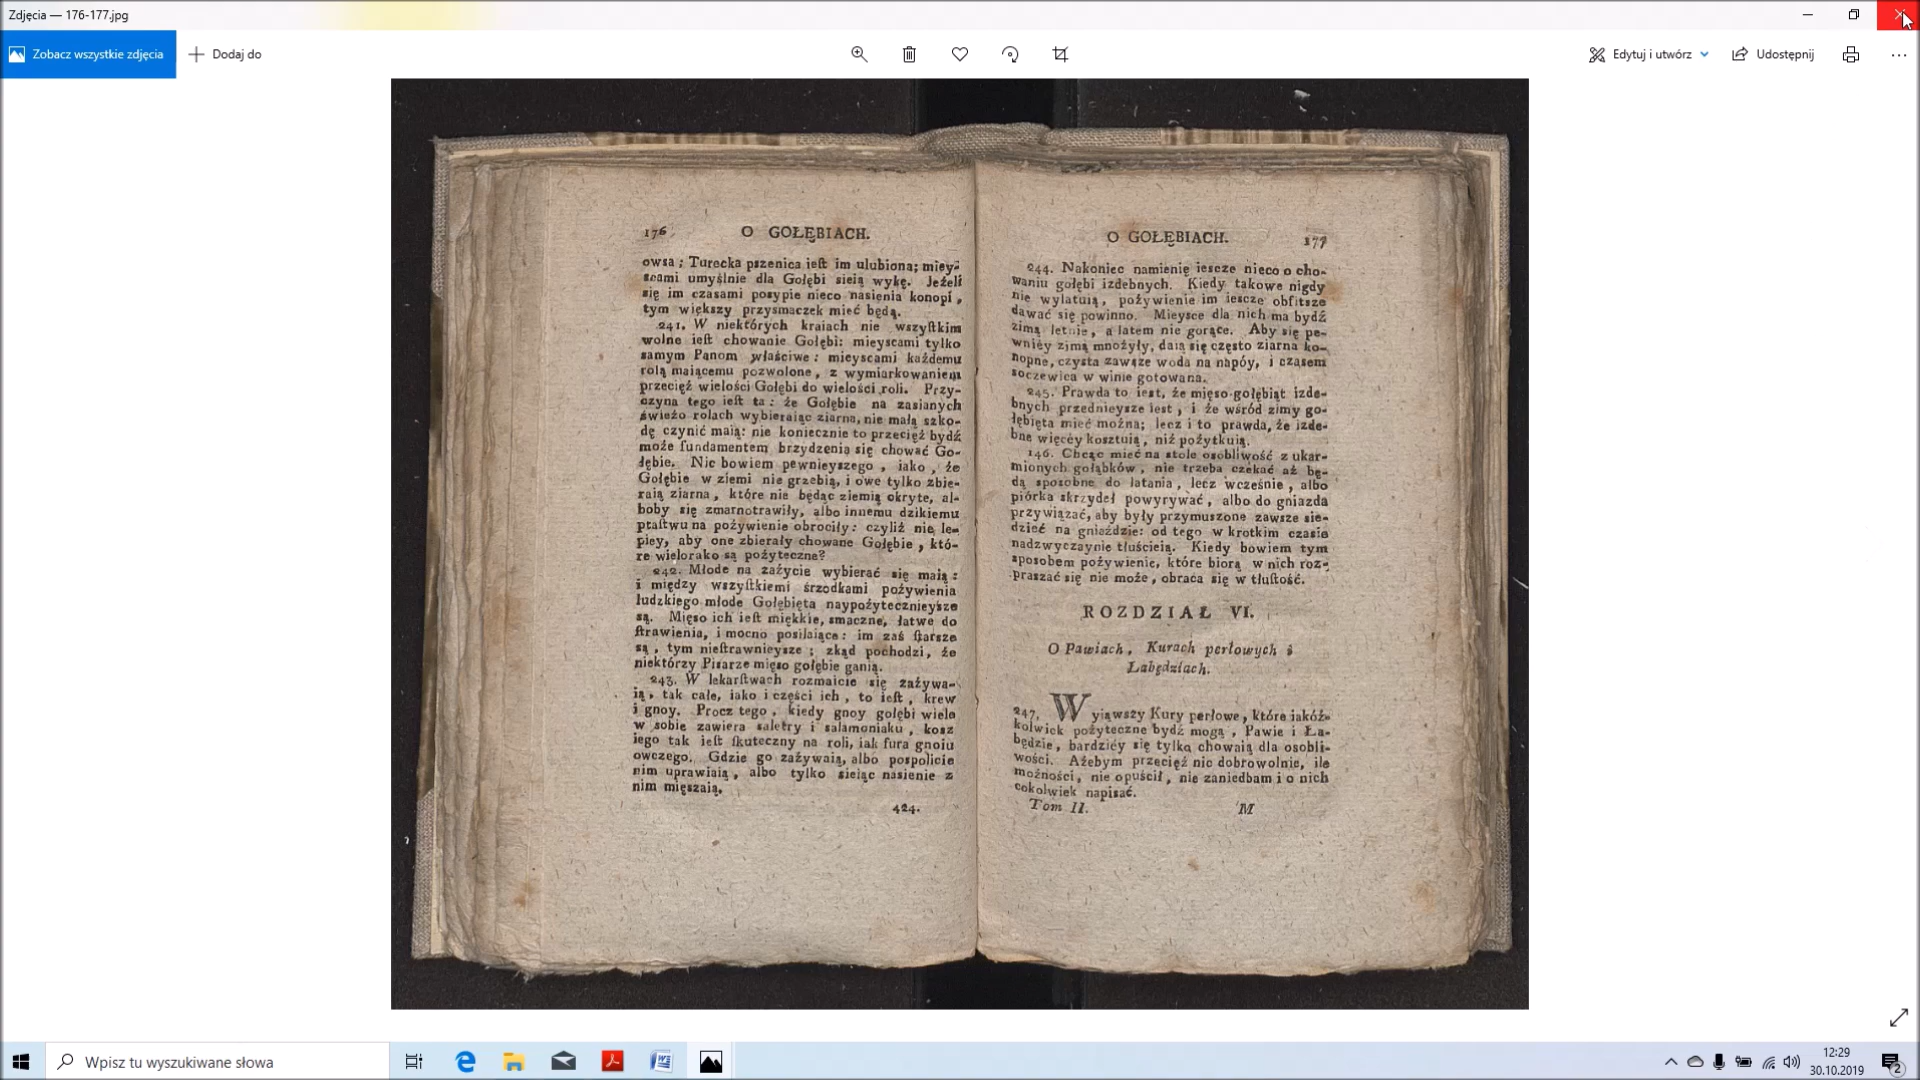 Zdjęcia — 176-177.jpg
Zobacz wszystkie zdjęcia
Dodaj do
Edytuj i utwórz
Udostępnij
176
O GOŁĘBIACH.
owsa; Turecka pszenica ieſt im ulubiona; miey-
scami umyślnie dla Gołębi sieią wykę. Jeżeli
się im czasami posypie nieco nasienia konopi,
tym większy przysmaczek mieć będą.
241. W niektórych kraiach nie wszyſtkim
wolne ieſt chowanie Gołębi: mieyscami tylko
samym Panom właściwe: mieyscami każdemu
rolą maiącemu pozwolone, z wymiarkowaniem
przecięż wielości Gołębi do wielości roli. Przy-
czyna tego ieſt ta: że Gołębie na zasianych
świeżo rolach wybieraiąc ziarna, nie małą szko-
dę czynić maią: nie koniecznie to przecięż bydź
może fundamentem brzydzenia się chować Go-
łębie. Nic bowiem pewnieyszego, iako, że
Gołębie w ziemi nie grzebią, i owe tylko zbie-
raią ziarna, które nie będąc ziemią okryte, al-
boby się zmarnotrawiły, albo innemu dzikiemu
ptaſtwu na pożywienie obrociły: czyliż nie le-
piey, aby one zbierały chowane Gołębie, któ-
re wielorako są pożyteczne?
242. Młode na zażycie wybierać się maią:
i między wszyſtkiemi śrzodkami pożywienia
ludzkiego młode Gołębięta naypożytecznieysze
są. Mięso ich ieſt miękkie, smaczne, łatwe do
ſtrawienia, i mocno posilaiące: im zaś ſtarsze
są, tym nieſtrawnieysze; zkąd pochodzi, że
niektórzy Pisarze mięso gołębie ganią.
243. W lekarſtwach rozmaicie się zażywa-
ią, tak całe, iako i części ich, to ieſt, krew
i gnoy. Procz tego, kiedy gnoy gołębi wiele
w sobie zawiera saletry i salamoniaku, kosz
iego tak ieſt ſkuteczny na roli, iak fura gnoiu
owczego. Gdzie go zażywaią, albo pospolicie
nim uprawiaią, albo tylko sieiąc nasienie z
nim mięszaią.
424.
O GOŁĘBIACH.
177
244. Nakoniec namienię iescze nieco o cho-
waniu gołębi izdebnych. Kiedy takowe nigdy
nie wylatuią, pożywienie im iescze obfitsze
dawać się powinno. Mieysce dla nich ma bydź
zimą letnie, a latem nie gorące. Aby się pe-
wniéy zimą mnożyły, daią się często ziarna ko-
nopne, czysta zawsze woda na napóy, i czasem
soczewica w winie gotowana.
245. Prawda to iest, że mięso gołębiąt izde-
bnych przednieysze iest, i że wśród zimy go-
łębięta mieć można; lecz i to prawda, że izde-
bne więcéy kosztuią, niż pożytkuią.
146. Chcąc mieć na stole osobliwość z ukar-
mionych gołąbków, nie trzeba czekać aż bę-
dą sposobne do latania, lecz wcześnie, albo
piórka skrzydeł powyrywać, albo do gniazda
przywiązać, aby były przymuszone zawsze sie-
dzieć na gnieździe: od tego w krotkim czasie
nadzwyczaynie tłuścieią. Kiedy bowiem tym
sposobem pożywienie, które biorą w nich roz-
praszać się nie może, obraca się w tłuſtość.
ROZDZIAŁ VI.
O Pawiach, Kurach perłowych i
Łabędziach.
247. Wyiąwszy Kury perłowe, które iakóż-
kolwiek pożyteczne bydź mogą, Pawie i Ła-
będzie, bardziéy się tylko chowaią dla osobli-
wości. Ażebym przecięż nic dobrowolnie, ile
możności, nie opuścił, nie zaniedbam i o nich
cokolwiek napisać.
Tom II.
M
Wpisz tu wyszukiwane słowa
12:29
30.10.2019
2